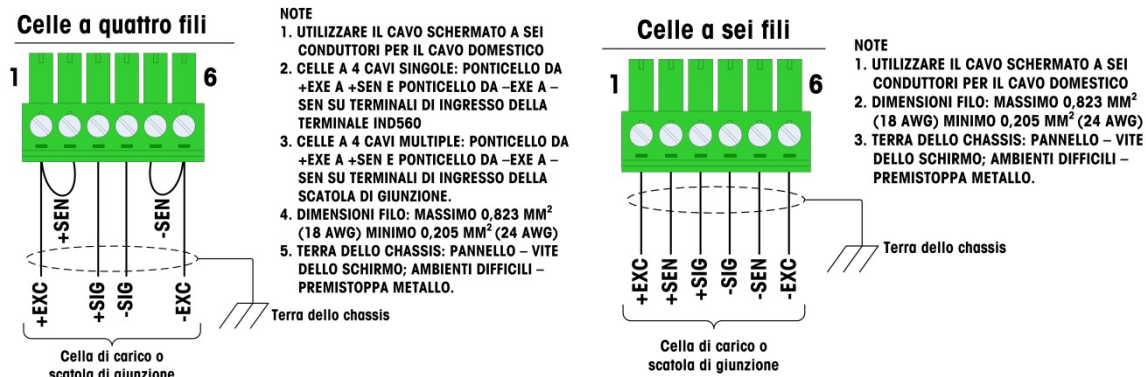 Celle a quattro fili
1
6
+SEN
-SEN
+EXC
+SIG
-SIG
-EXC
Cella di carico o
scatola di giunzione
Terra dello chassis
NOTE
1. UTILIZZARE IL CAVO SCHERMATO A SEI
CONDUTTORI PER IL CAVO DOMESTICO
2. CELLE A 4 CAVI SINGOLE: PONTICELLO DA
+EXE A +SEN E PONTICELLO DA –EXE A –
SEN SU TERMINALI DI INGRESSO DELLA
TERMINALE IND560
3. CELLE A 4 CAVI MULTIPLE: PONTICELLO DA
+EXE A +SEN E PONTICELLO DA –EXE A –
SEN SU TERMINALI DI INGRESSO DELLA
SCATOLA DI GIUNZIONE.
4. DIMENSIONI FILO: MASSIMO 0,823 MM²
(18 AWG) MINIMO 0,205 MM² (24 AWG)
5. TERRA DELLO CHASSIS: PANNELLO – VITE
DELLO SCHIRMO; AMBIENTI DIFFICILI –
PREMISTOPPA METALLO.
Celle a sei fili
1
6
+EXC
+SEN
+SIG
-SIG
-SEN
-EXC
Cella di carico o
scatola di giunzione
Terra dello chassis
NOTE
1. UTILIZZARE IL CAVO SCHERMATO A SEI
CONDUTTORI PER IL CAVO DOMESTICO
2. DIMENSIONI FILO: MASSIMO 0,823 MM²
(18 AWG) MINIMO 0,205 MM² (24 AWG)
3. TERRA DELLO CHASSIS: PANNELLO – VITE
DELLO SCHIRMO; AMBIENTI DIFFICILI –
PREMISTOPPA METALLO.